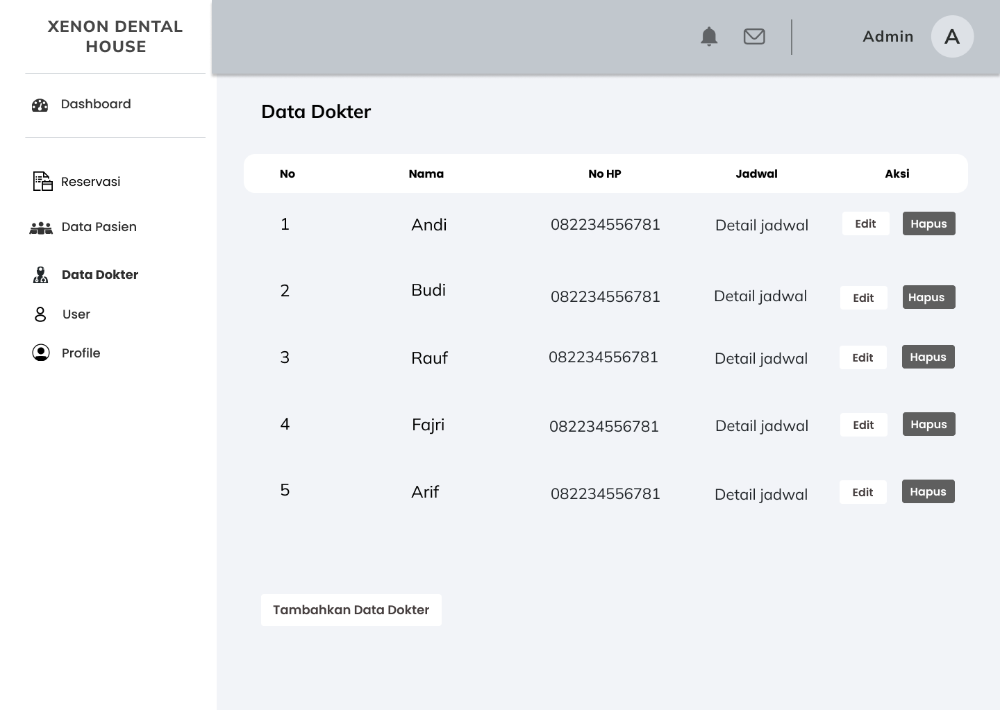 XENON DENTAL
HOUSE
Admin
A
Dashboard
Reservasi
Data Pasien
Data Dokter
User
Profile
Data Dokter
No Nama No HP Jadwal Aksi
1 Andi 082234556781 Detail jadwal Edit Hapus
2 Budi 082234556781 Detail jadwal Edit Hapus
3 Rauf 082234556781 Detail jadwal Edit Hapus
4 Fajri 082234556781 Detail jadwal Edit Hapus
5 Arif 082234556781 Detail jadwal Edit Hapus
Tambahkan Data Dokter